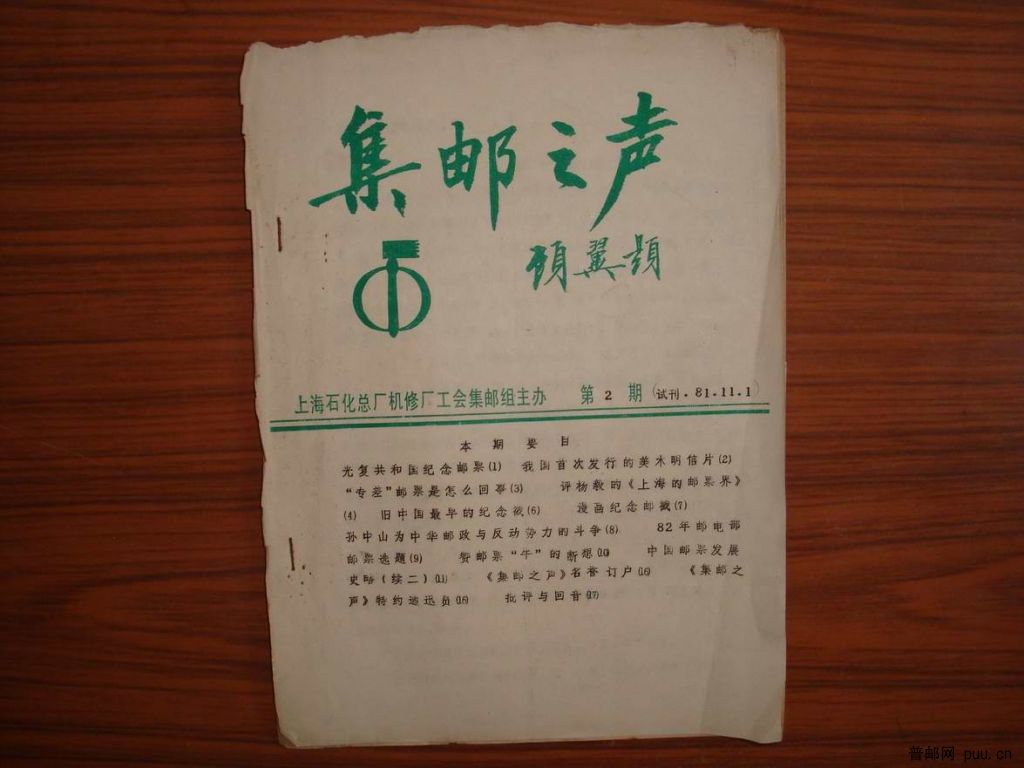 集邮之声
题
上海石化总厂机修厂工会集邮组主办 第 2 期 (试刊·81.11.1)
本期要目
光复共和国纪念邮票(1) 我国首次发行的美术明信片(2)
“专差”邮票是怎么回事(3) 评杨教的《上海的邮票界》
(4) 旧中国最早的纪念戳(6) 漫画纪念邮戳(7)
孙中山为中华邮政与反动势力的斗争(8) 82年邮电部
邮票选题(9) 赞邮票“牛”的断想(10) 中国邮票发展
史略(续二)(11) 《集邮之声》名誉订户(15) 《集邮之
声》特约通迅员(16) 批评与回音(17)
普邮网 puu.cn